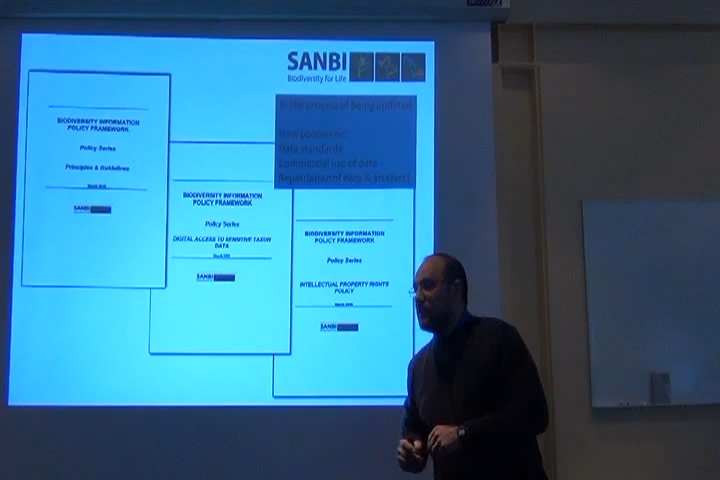 SANBI
Biodiversity for Life
In the process of being updated
New policies on:
Data standards
Commercial use of data
Repatriation of data & artefacts
BIODIVERSITY INFORMATION
POLICY FRAMEWORK
Policy Series
Principles & Guidelines
SANBI
BIODIVERSITY INFORMATION
POLICY FRAMEWORK
Policy Series
DIGITAL ACCESS TO SENSITIVE TAXON
DATA
SANBI
BIODIVERSITY INFORMATION
POLICY FRAMEWORK
Policy Series
INTELLECTUAL PROPERTY RIGHTS
POLICY
SANBI